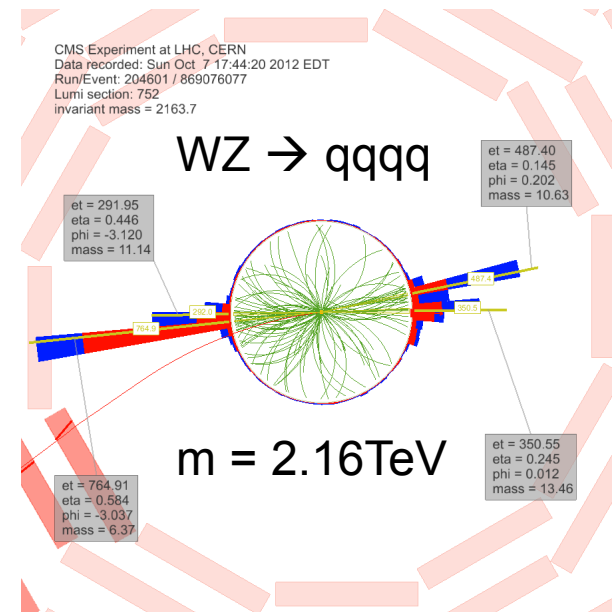 CMS Experiment at LHC, CERN
Data recorded: Sun Oct  7 17:44:20 2012 EDT
Run/Event: 204601 / 869076077
Lumi section: 752
invariant mass = 2163.7
WZ → qqqq
et = 487.40
eta = 0.145
phi = 0.202
mass = 10.63
et = 291.95
eta = 0.446
phi = -3.120
mass = 11.14
487.4
292.0
350.5
764.9
m = 2.16TeV
et = 350.55
eta = 0.245
phi = 0.012
mass = 13.46
et = 764.91
eta = 0.584
phi = -3.037
mass = 6.37